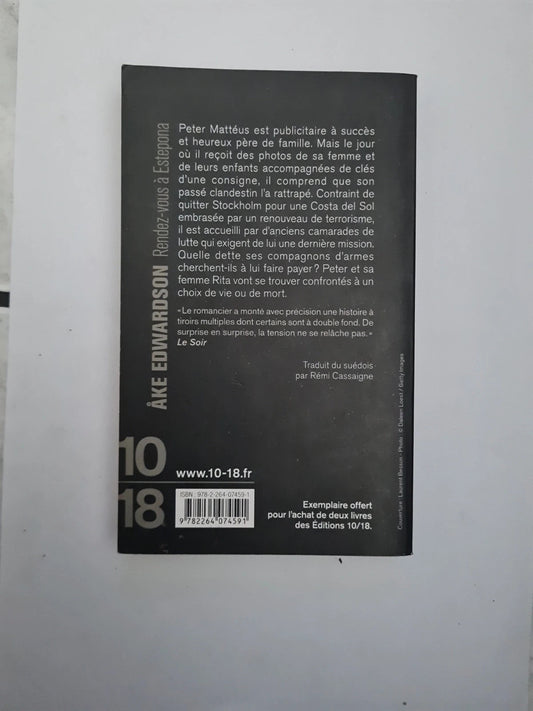 ÅKE EDWARDSON Rendez-vous à Estepona
Peter Mattéus est publicitaire à succès
et heureux père de famille. Mais le jour
où il reçoit des photos de sa femme et
de leurs enfants accompagnées de clés
d'une consigne, il comprend que son
passé clandestin l'a rattrapé. Contraint de
quitter Stockholm pour une Costa del Sol
embrasée par un renouveau de terrorisme,
il est accueilli par d'anciens camarades de
lutte qui exigent de lui une dernière mission.
Quelle dette ses compagnons d'armes
cherchent-ils à lui faire payer ? Peter et sa
femme Rita vont se trouver confrontés à un
choix de vie ou de mort.
« Le romancier a monté avec précision une histoire à
tiroirs multiples dont certains sont à double fond. De
surprise en surprise, la tension ne se relâche pas. »
Le Soir
Traduit du suédois
par Rémi Cassaigne
10
18
www.10-18.fr
ISBN : 978-2-264-07459-1
9 782264 074591
Exemplaire offert
pour l'achat de deux livres
des Éditions 10/18.
Couverture : Laurent Besson - Photo : © Daleen Loest / Getty Images